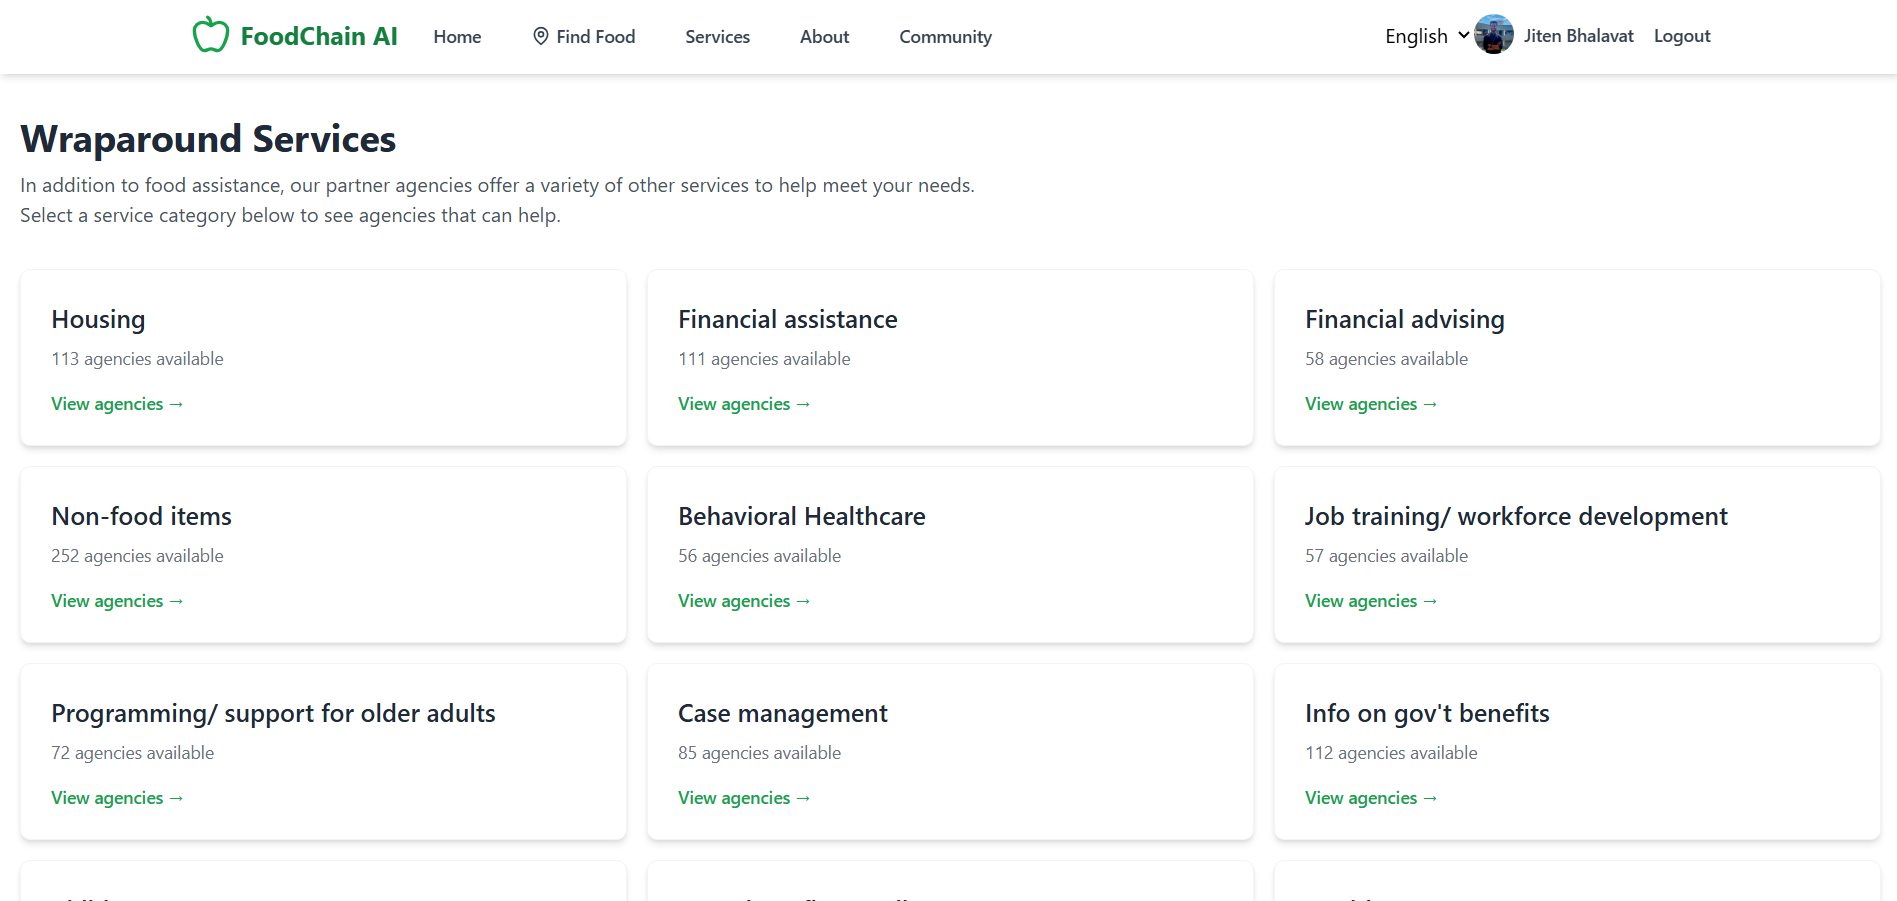 FoodChain AI
Home
Find Food
Services
About
Community
English
Jiten Bhalavat
Logout
Wraparound Services
In addition to food assistance, our partner agencies offer a variety of other services to help meet your needs.
Select a service category below to see agencies that can help.
Housing
113 agencies available
View agencies →
Financial assistance
111 agencies available
View agencies →
Financial advising
58 agencies available
View agencies →
Non-food items
252 agencies available
View agencies →
Behavioral Healthcare
56 agencies available
View agencies →
Job training/ workforce development
57 agencies available
View agencies →
Programming/ support for older adults
72 agencies available
View agencies →
Case management
85 agencies available
View agencies →
Info on gov't benefits
112 agencies available
View agencies →